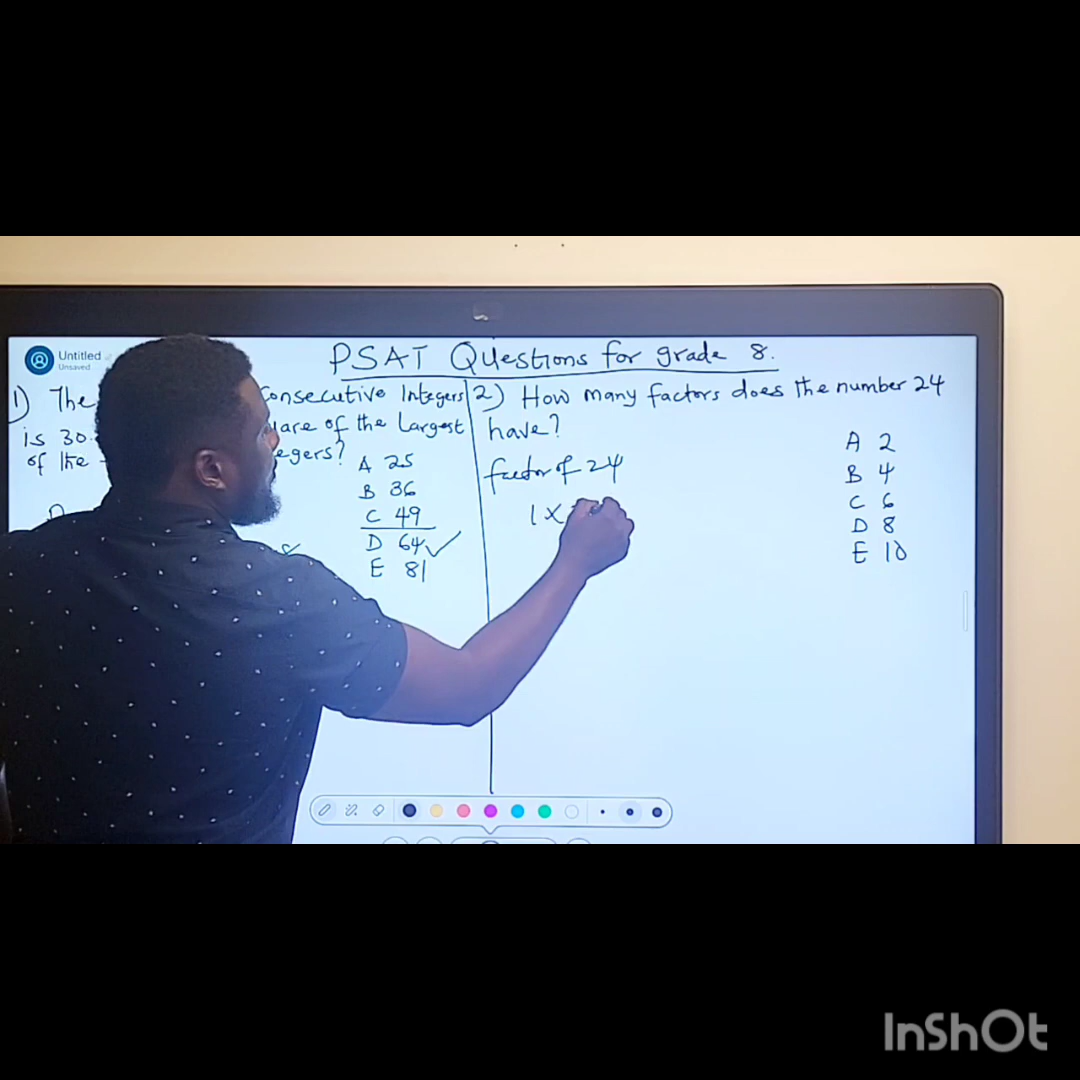 Untitled
Unsaved
PSAT Questions for grade 8.
1) The consecutive Integers
is 30. of the Largest
of the
A 25
B 36
C 49
D 64 ✓
E 81
2) How many factors does the number 24
have?
factor of 24
1 x
A 2
B 4
C 6
D 8
E 10
InShOt